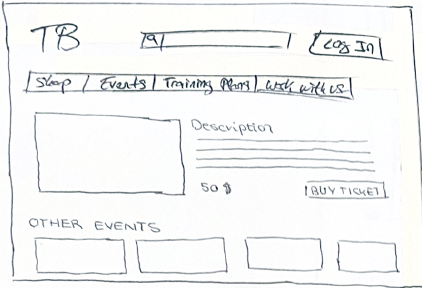 TB
Log In
Shop / Events | Training Plans | Work with us
Description
50 $
BUY TICKET
OTHER EVENTS